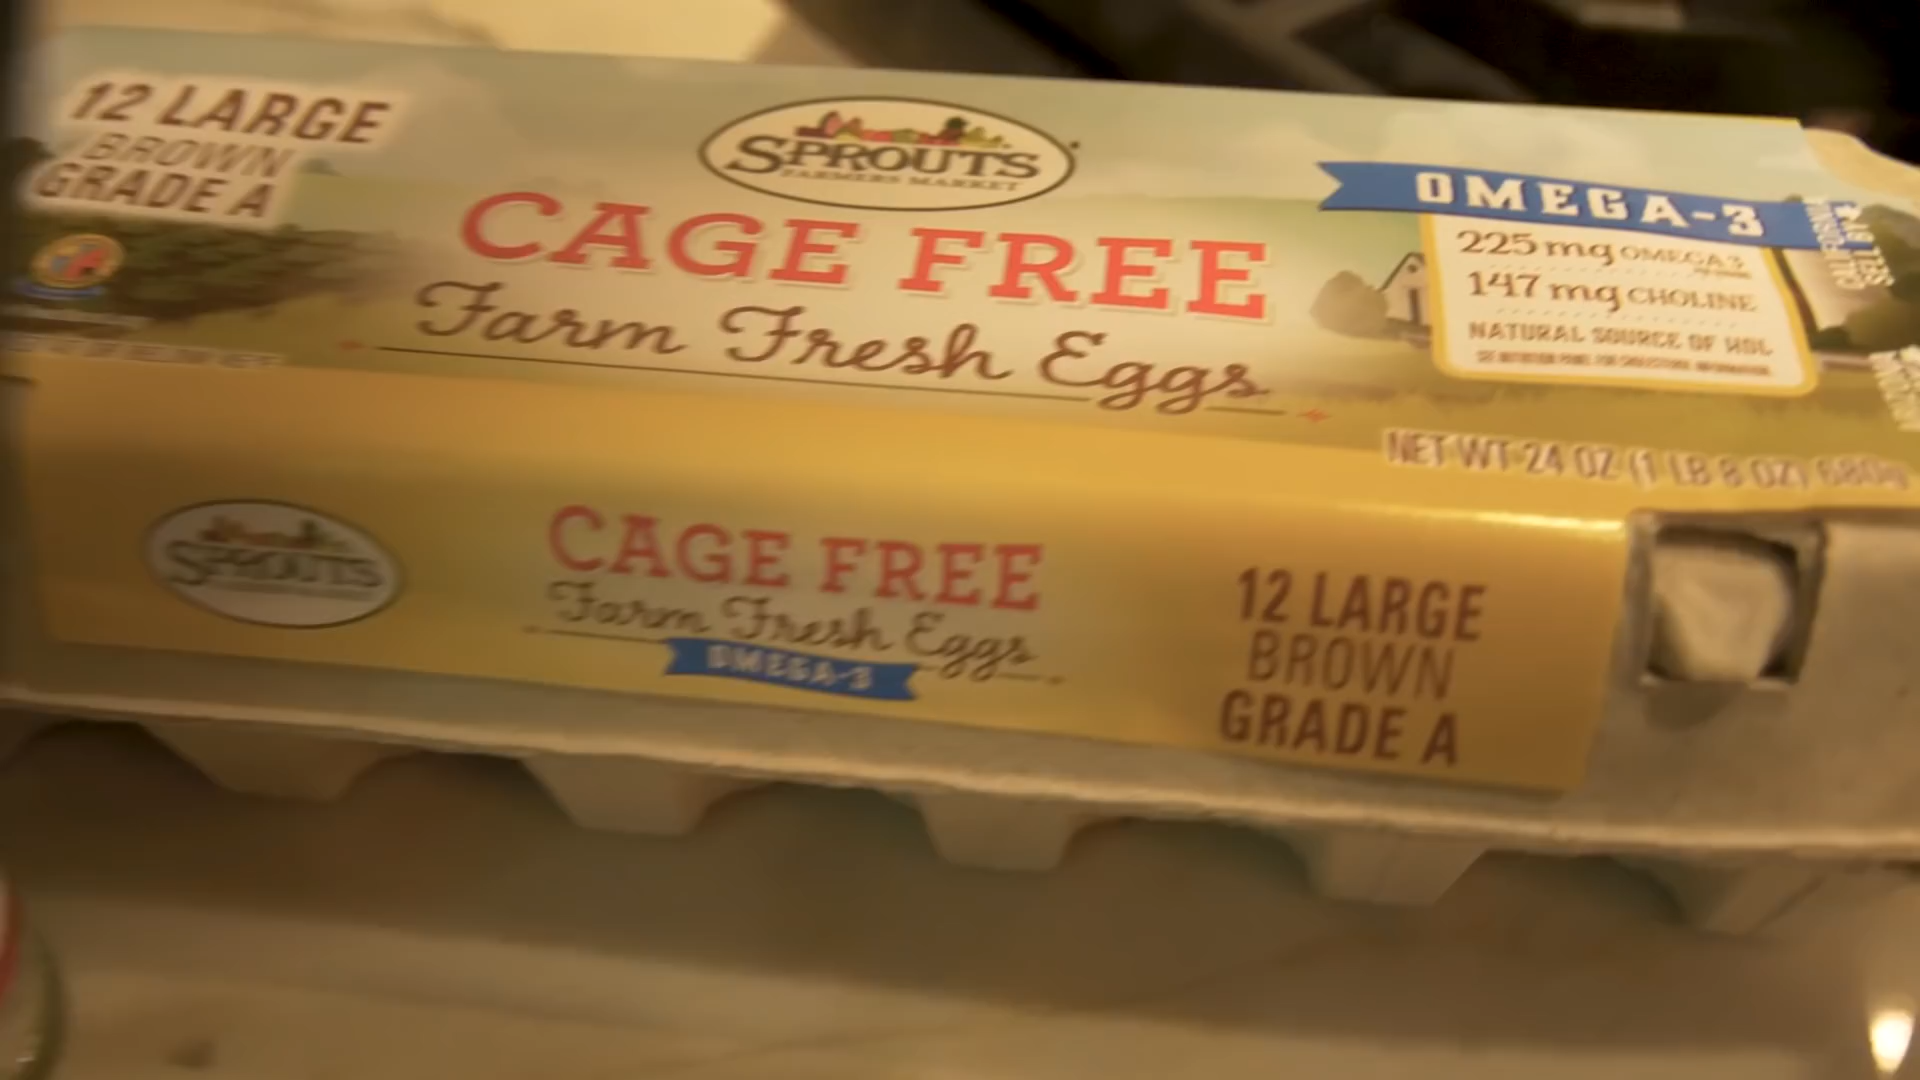 12 LARGE
BROWN
GRADE A
SPROUTS
FARMERS MARKET
CAGE FREE
Farm Fresh Eggs
OMEGA-3
225 mg OMEGA 3
147 mg CHOLINE
NATURAL SOURCE OF
NET WT 24 OZ (1 LB 8 OZ) 680g
SPROUTS
CAGE FREE
Farm Fresh Eggs
OMEGA-3
12 LARGE
BROWN
GRADE A